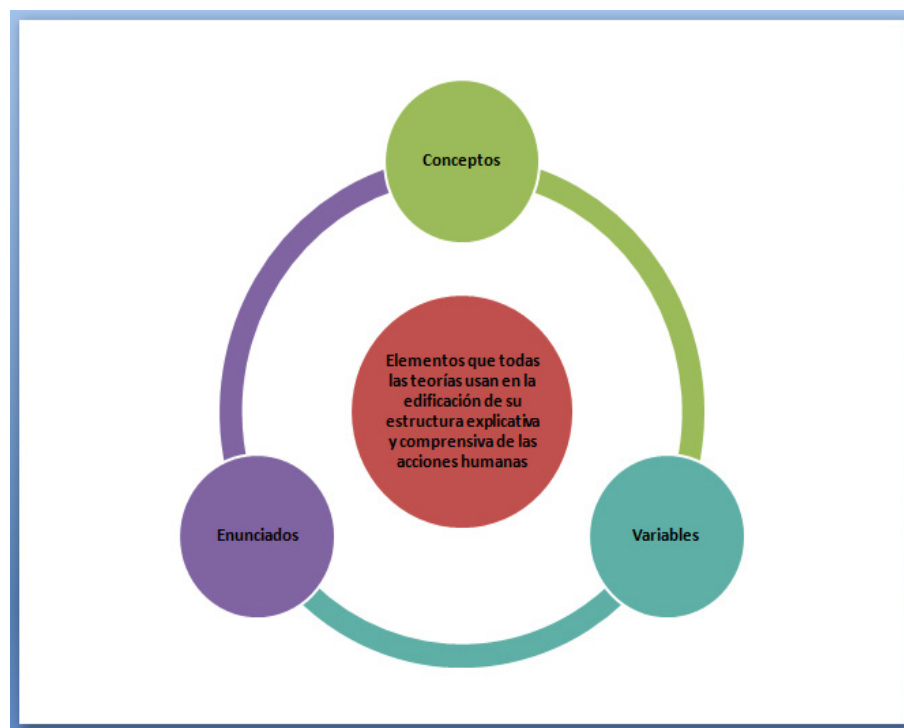 Conceptos
Elementos que todas
las teorías usan en la
edificación de su
estructura explicativa
y comprensiva de las
acciones humanas
Enunciados
Variables